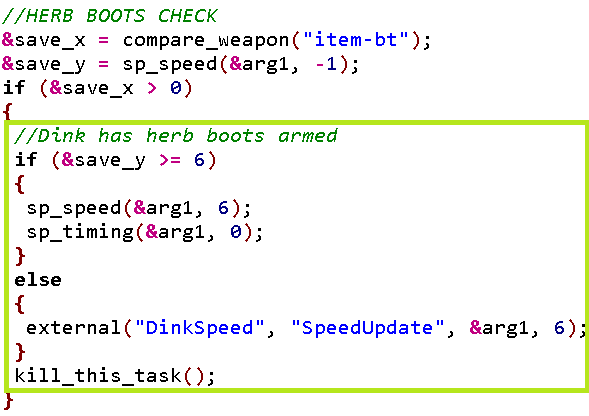 //HERB BOOTS CHECK
&save_x = compare_weapon("item-bt");
&save_y = sp_speed(&arg1, -1);
if (&save_x > 0)
{
//Dink has herb boots armed
if (&save_y >= 6)
{
sp_speed(&arg1, 6);
sp_timing(&arg1, 0);
}
else
{
external("DinkSpeed", "SpeedUpdate", &arg1, 6);
}
kill_this_task();
}